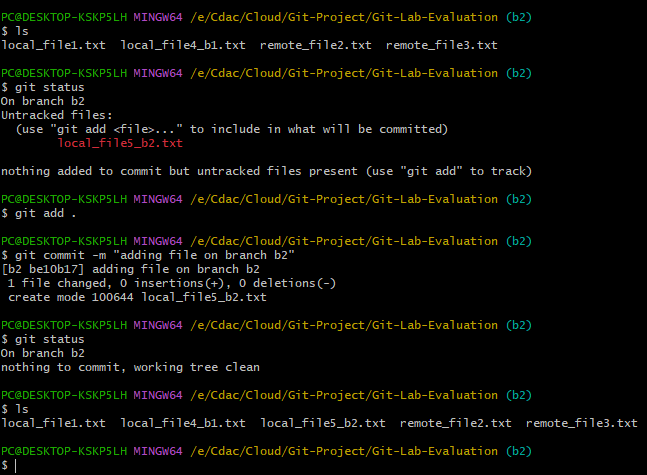 PC@DESKTOP-KSKP5LH MINGW64 /e/Cdac/Cloud/Git-Project/Git-Lab-Evaluation (b2)
$ ls
local_file1.txt  local_file4_b1.txt  remote_file2.txt  remote_file3.txt

PC@DESKTOP-KSKP5LH MINGW64 /e/Cdac/Cloud/Git-Project/Git-Lab-Evaluation (b2)
$ git status
On branch b2
Untracked files:
  (use "git add <file>..." to include in what will be committed)
        local_file5_b2.txt

nothing added to commit but untracked files present (use "git add" to track)

PC@DESKTOP-KSKP5LH MINGW64 /e/Cdac/Cloud/Git-Project/Git-Lab-Evaluation (b2)
$ git add .

PC@DESKTOP-KSKP5LH MINGW64 /e/Cdac/Cloud/Git-Project/Git-Lab-Evaluation (b2)
$ git commit -m "adding file on branch b2"
[b2 be10b17] adding file on branch b2
 1 file changed, 0 insertions(+), 0 deletions(-)
 create mode 100644 local_file5_b2.txt

PC@DESKTOP-KSKP5LH MINGW64 /e/Cdac/Cloud/Git-Project/Git-Lab-Evaluation (b2)
$ git status
On branch b2
nothing to commit, working tree clean

PC@DESKTOP-KSKP5LH MINGW64 /e/Cdac/Cloud/Git-Project/Git-Lab-Evaluation (b2)
$ ls
local_file1.txt  local_file4_b1.txt  local_file5_b2.txt  remote_file2.txt  remote_file3.txt

PC@DESKTOP-KSKP5LH MINGW64 /e/Cdac/Cloud/Git-Project/Git-Lab-Evaluation (b2)
$